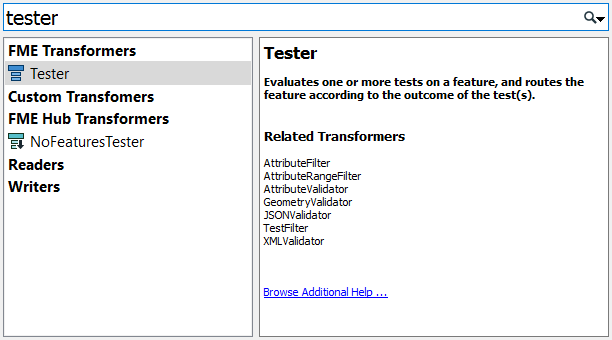 tester
FME Transformers
Tester
Custom Transfomers
FME Hub Transformers
NoFeaturesTester
Readers
Writers
Tester
Evaluates one or more tests on a feature, and routes the
feature according to the outcome of the test(s).
Related Transformers
AttributeFilter
AttributeRangeFilter
AttributeValidator
GeometryValidator
JSONValidator
TestFilter
XMLValidator
Browse Additional Help ...